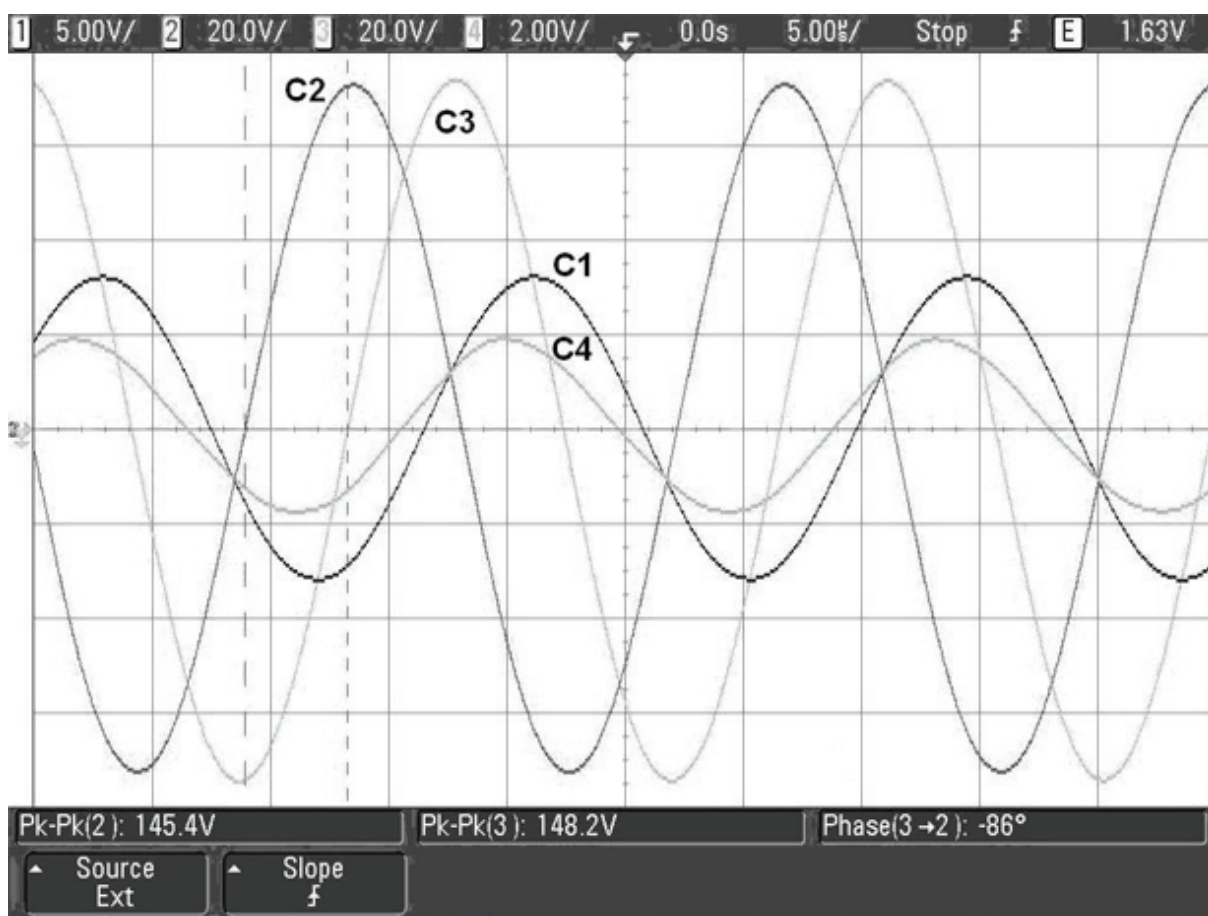 1 5.00V/ 2 20.0V/ 3 20.0V/ 4 2.00V/ 0.0s 5.00㎲/ Stop E 1.63V
C2
C3
C1
C4
Pk-Pk(2): 145.4V Pk-Pk(3): 148.2V Phase(3→2): -86°
Source Slope
Ext